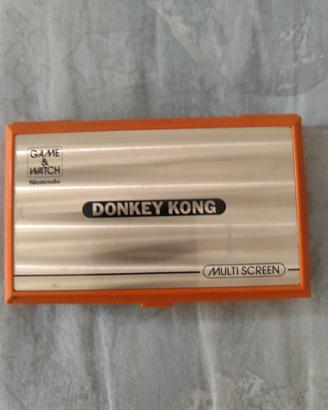 GAME
&
WATCH
Nintendo
DONKEY KONG
MULTI SCREEN